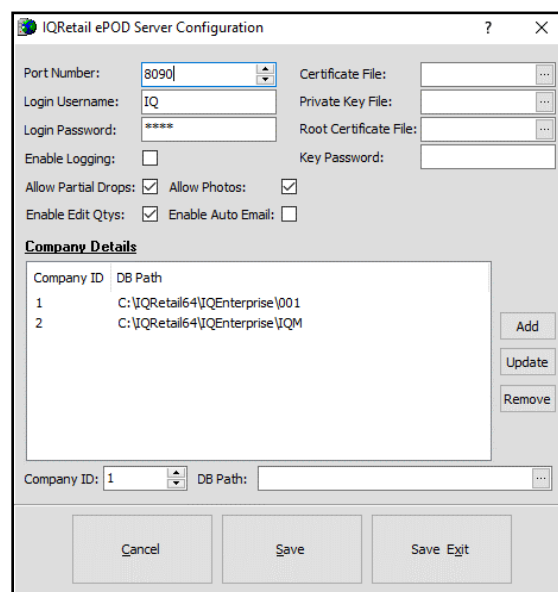 IQRetail ePOD Server Configuration ? X
Port Number: 8090 Certificate File: ...
Login Username: IQ Private Key File: ...
Login Password: **** Root Certificate File: ...
Enable Logging: Key Password:
Allow Partial Drops: Allow Photos:
Enable Edit Qtys: Enable Auto Email:
Company Details
Company ID DB Path
1 C:\IQRetail64\IQEnterprise\001
2 C:\IQRetail64\IQEnterprise\IQM
Add
Update
Remove
Company ID: 1 DB Path: ...
Cancel Save Save Exit